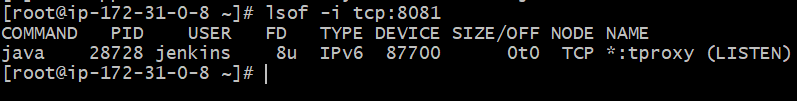 [root@ip-172-31-0-8 ~]# lsof -i tcp:8081
COMMAND   PID    USER   FD   TYPE DEVICE SIZE/OFF NODE NAME
java    28728 jenkins    8u  IPv6  87700      0t0  TCP *:tproxy (LISTEN)
[root@ip-172-31-0-8 ~]#